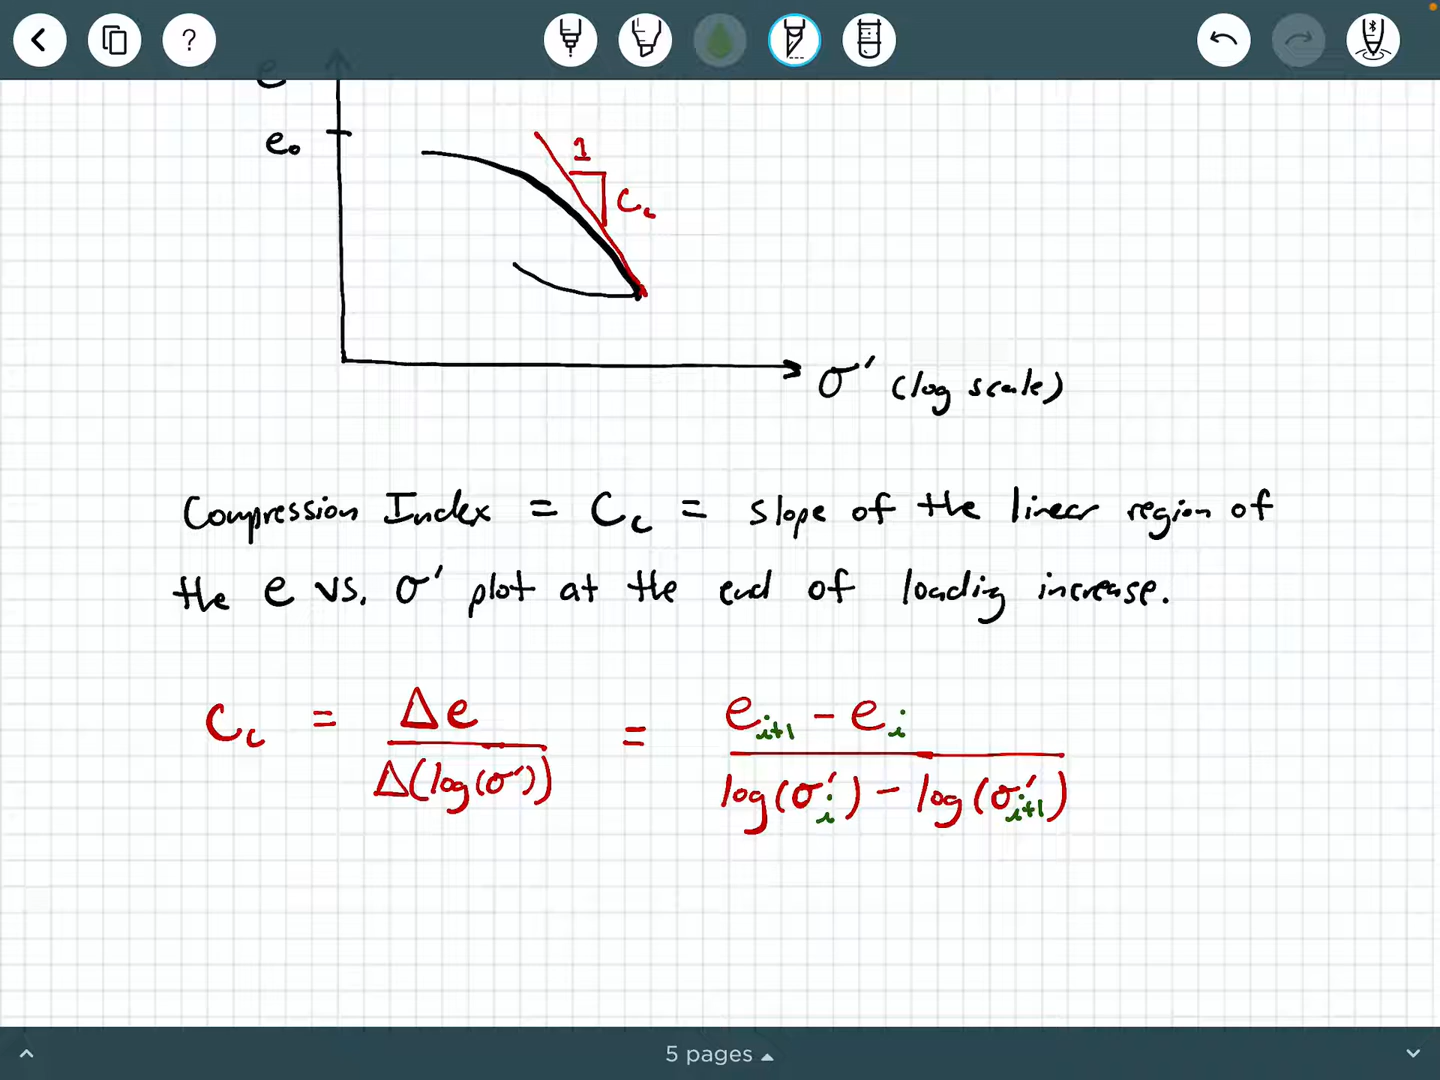 ?
e
e₀
1
Cc
σ' (log scale)
Compression Index = Cc = slope of the linear region of
the e vs. σ' plot at the end of loading increase.
Cc = Δe / Δ(log(σ')) = (e_{i+1} - e_i) / (log(σ'_i) - log(σ'_{i+1}))
5 pages